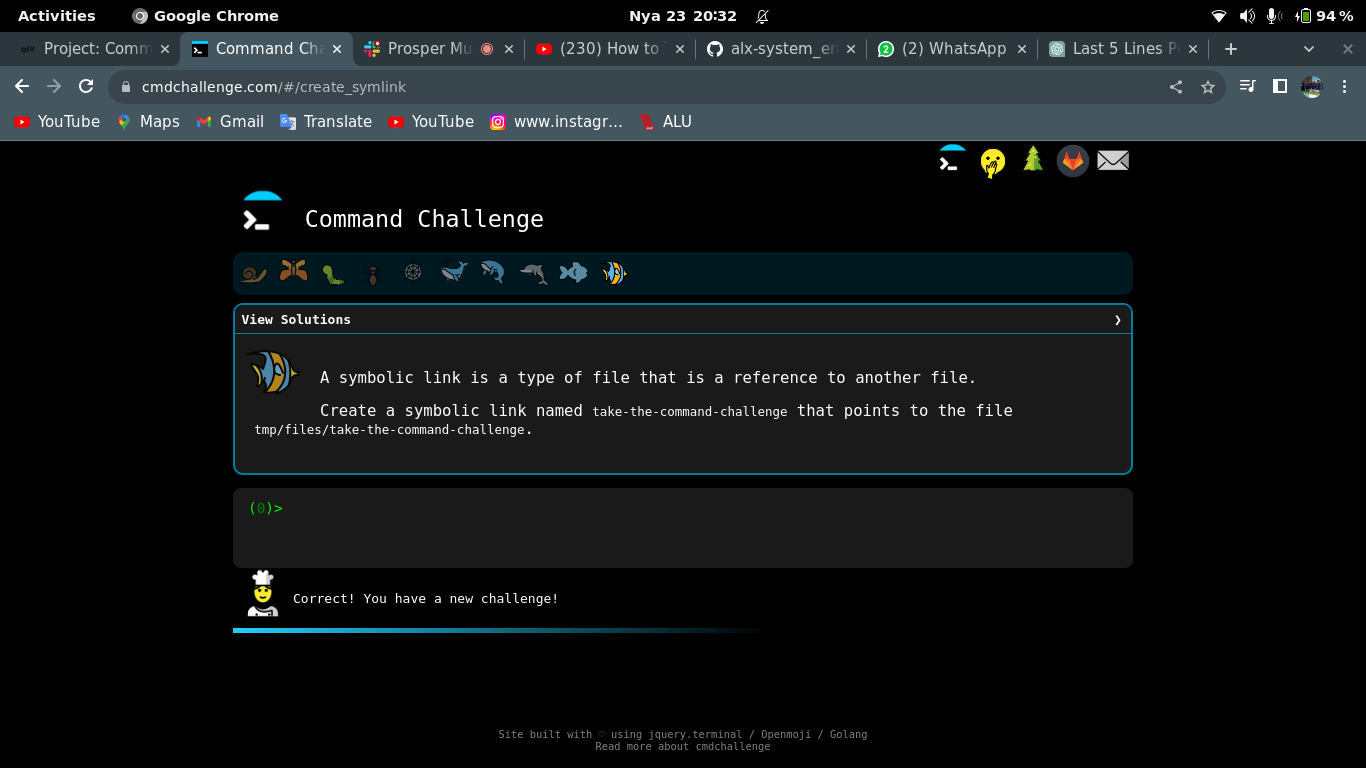 Activities Google Chrome Nya 23 20:32 94 %
alx Project: Comm Command Cha Prosper Mu (230) How to alx-system_en (2) WhatsApp Last 5 Lines P
cmdchallenge.com/#/create_symlink
YouTube Maps Gmail Translate YouTube www.instagr… ALU
Command Challenge
View Solutions ❯
A symbolic link is a type of file that is a reference to another file.
Create a symbolic link named take-the-command-challenge that points to the file
tmp/files/take-the-command-challenge.
(0)>
Correct! You have a new challenge!
Site built with ♡ using jquery.terminal / Openmoji / Golang
Read more about cmdchallenge